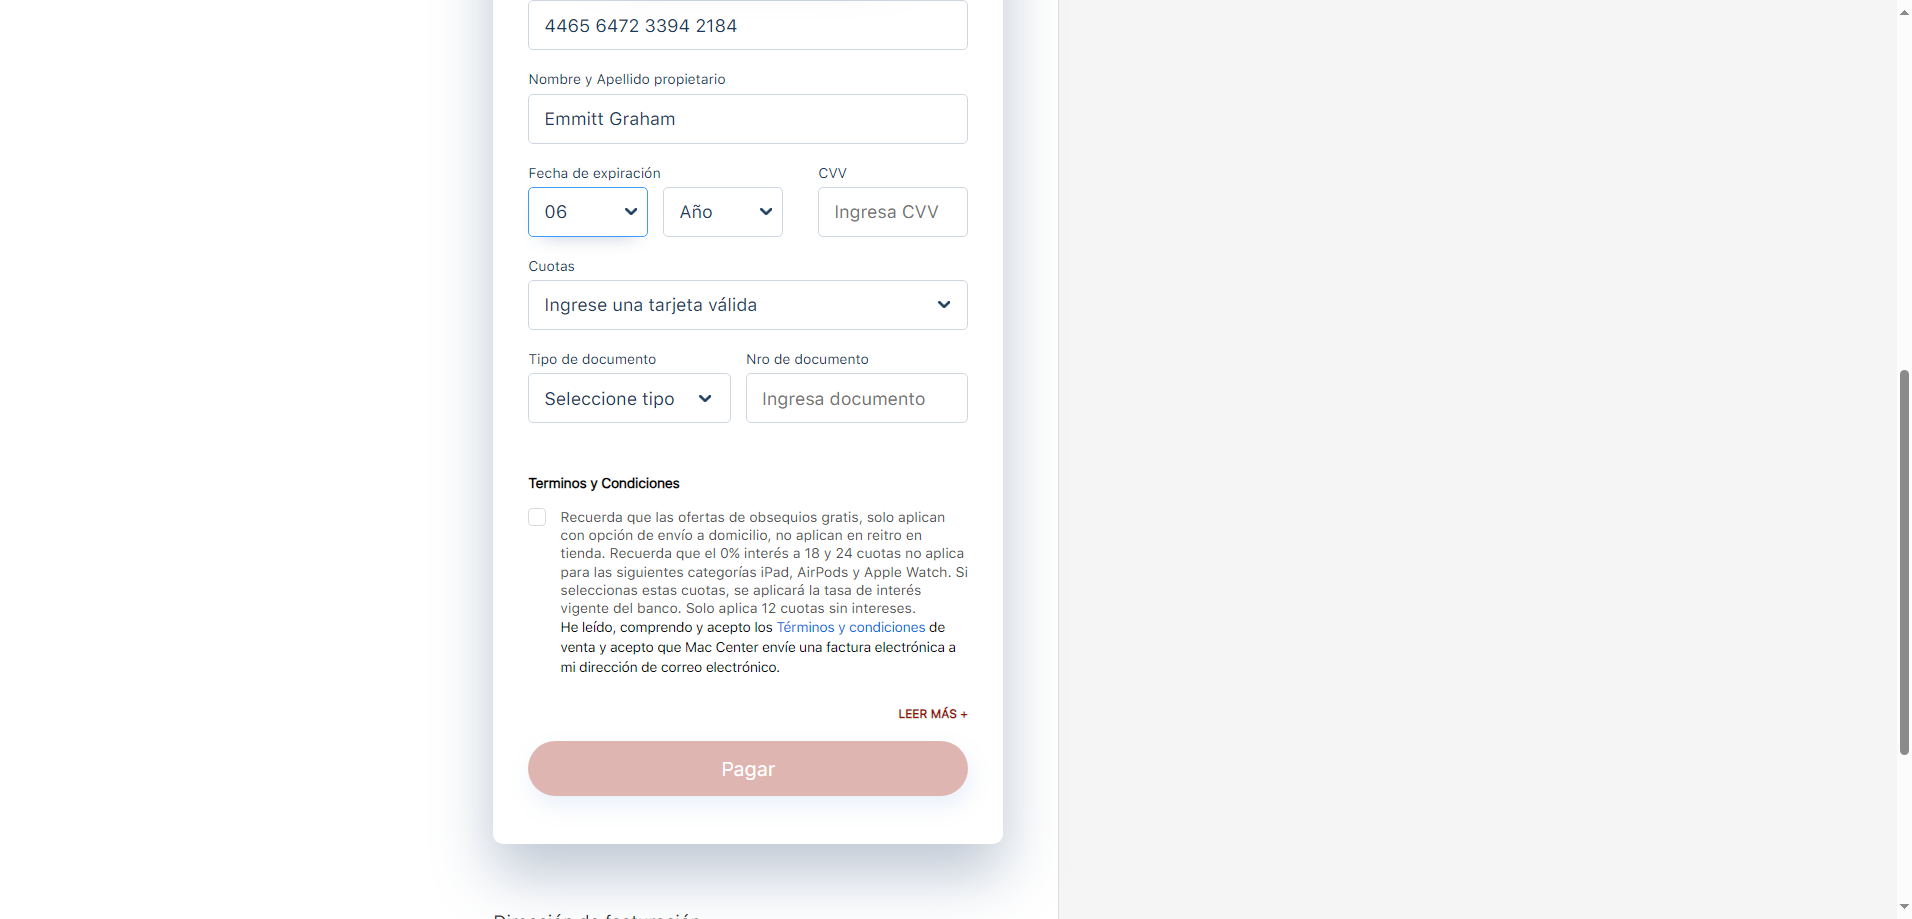 4465 6472 3394 2184
Nombre y Apellido propietario
Emmitt Graham
Fecha de expiración
CVV
06
Año
Ingresa CVV
Cuotas
Ingrese una tarjeta válida
Tipo de documento
Nro de documento
Seleccione tipo
Ingresa documento
Terminos y Condiciones
Recuerda que las ofertas de obsequios gratis, solo aplican
con opción de envío a domicilio, no aplican en reitro en
tienda. Recuerda que el 0% interés a 18 y 24 cuotas no aplica
para las siguientes categorías iPad, AirPods y Apple Watch. Si
seleccionas estas cuotas, se aplicará la tasa de interés
vigente del banco. Solo aplica 12 cuotas sin intereses.
He leído, comprendo y acepto los Términos y condiciones de
venta y acepto que Mac Center envíe una factura electrónica a
mi dirección de correo electrónico.
LEER MÁS +
Pagar
Dirección de facturación